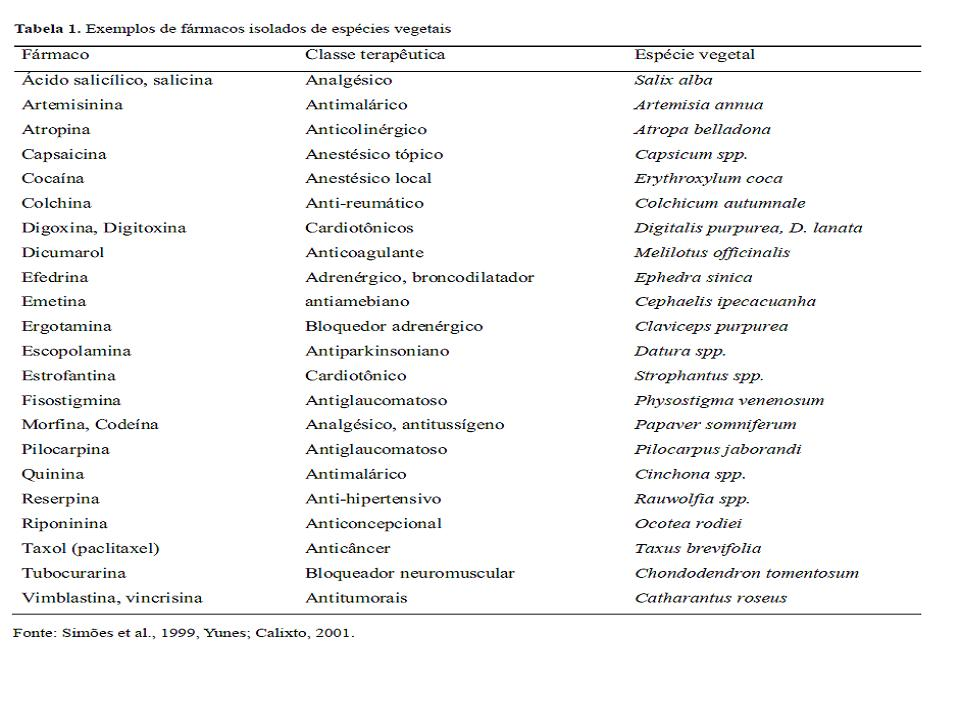 Tabela 1. Exemplos de fármacos isolados de espécies vegetais
Fármaco Classe terapêutica Espécie vegetal
Ácido salicílico, salicina Analgésico Salix alba
Artemisinina Antimalárico Artemisia annua
Atropina Anticolinérgico Atropa belladona
Capsaicina Anestésico tópico Capsicum spp.
Cocaína Anestésico local Erythroxylum coca
Colchina Anti-reumático Colchicum autumnale
Digoxina, Digitoxina Cardiotônicos Digitalis purpurea, D. lanata
Dicumarol Anticoagulante Melilotus officinalis
Efedrina Adrenérgico, broncodilatador Ephedra sinica
Emetina antiamebiano Cephaelis ipecacuanha
Ergotamina Bloquedor adrenérgico Claviceps purpurea
Escopolamina Antiparkinsoniano Datura spp.
Estrofantina Cardiotônico Strophantus spp.
Fisostigmina Antiglaucomatoso Physostigma venenosum
Morfina, Codeína Analgésico, antitussígeno Papaver somniferum
Pilocarpina Antiglaucomatoso Pilocarpus jaborandi
Quinina Antimalárico Cinchona spp.
Reserpina Anti-hipertensivo Rauwolfia spp.
Riponinina Anticoncepcional Ocotea rodiei
Taxol (paclitaxel) Anticâncer Taxus brevifolia
Tubocurarina Bloqueador neuromuscular Chondodendron tomentosum
Vimblastina, vincrisina Antitumorais Catharantus roseus
Fonte: Simões et al., 1999, Yunes; Calixto, 2001.